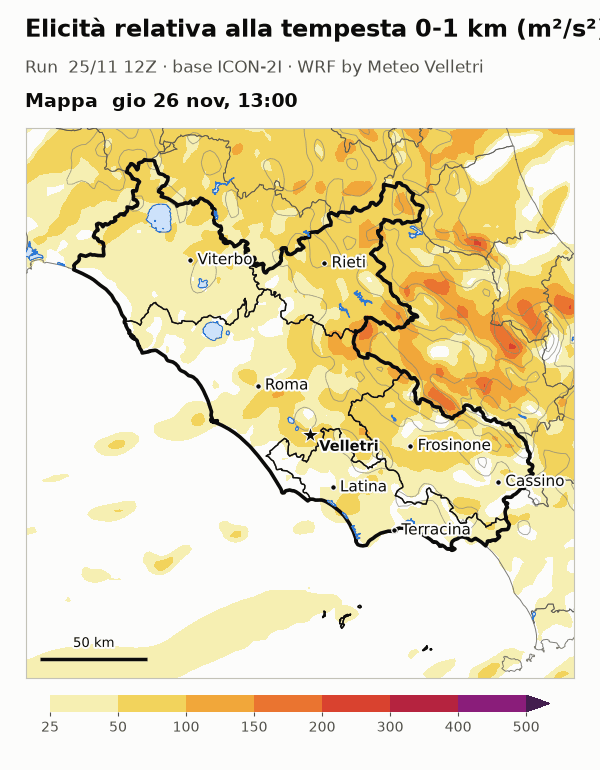 Elicità relativa alla tempesta 0-1 km (m²/s²)
Run 25/11 12Z · base ICON-2I · WRF by Meteo Velletri
Mappa gio 26 nov, 13:00
Viterbo
Rieti
Roma
Velletri
Frosinone
Latina
Cassino
Terracina
50 km
25 50 100 150 200 300 400 500